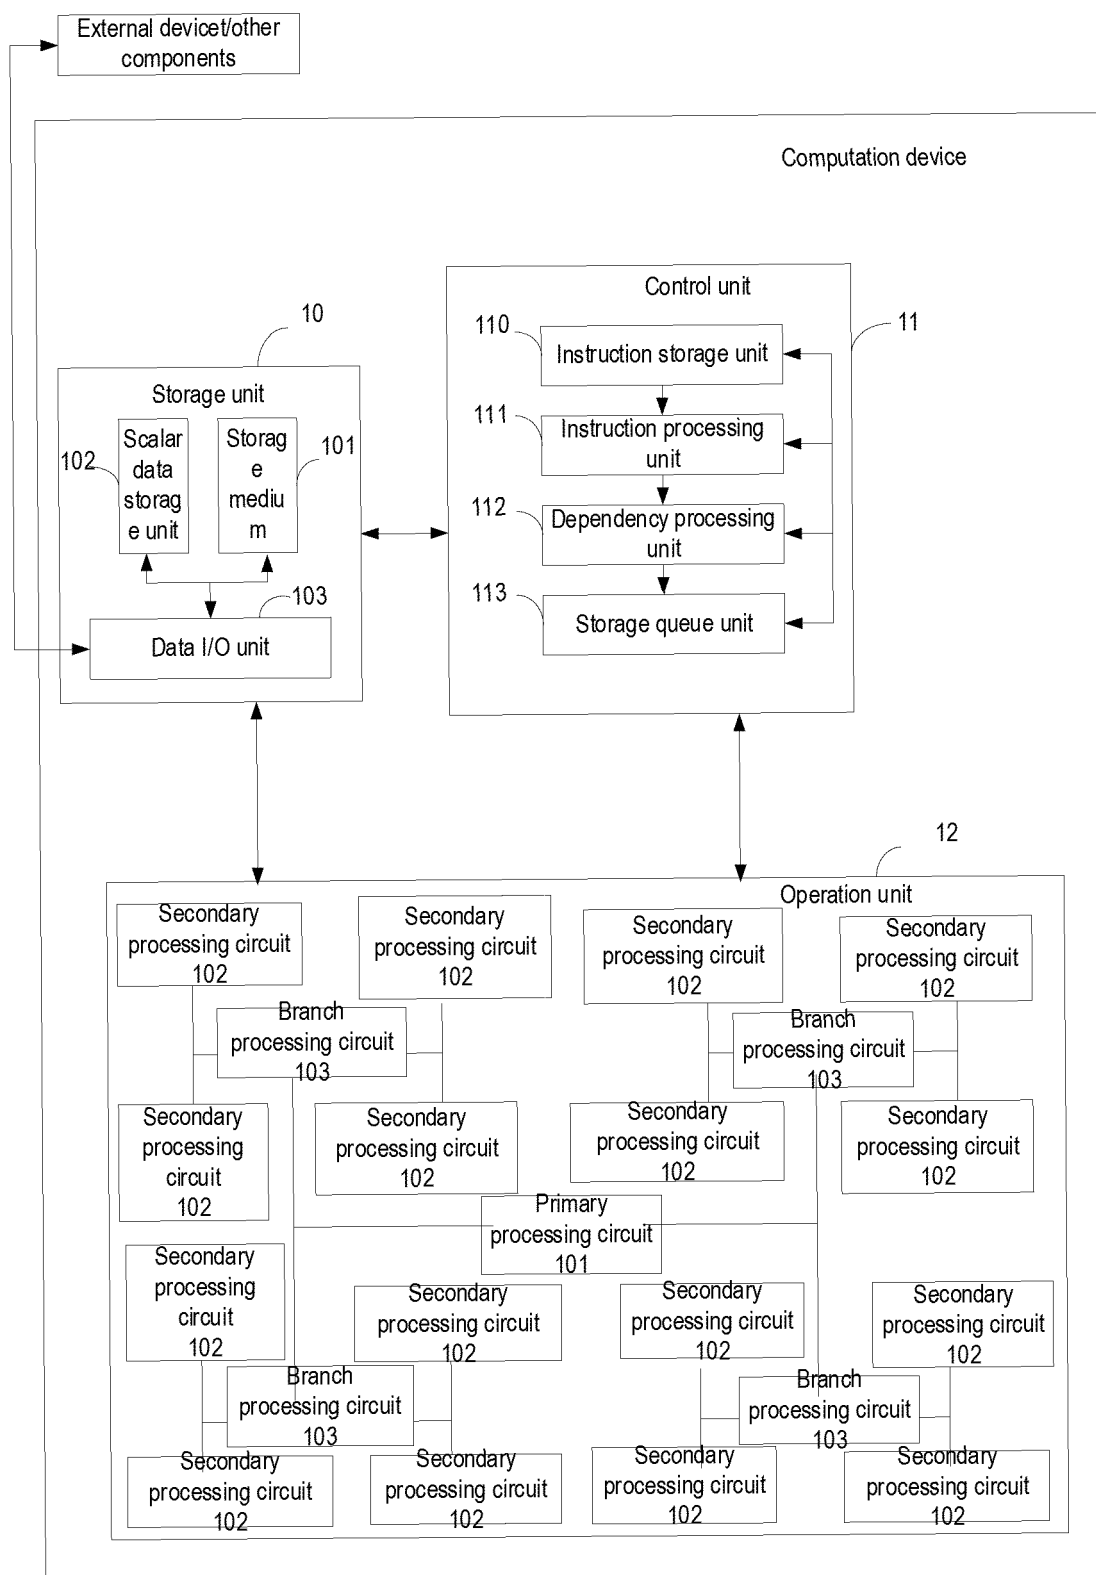 External devicet/other
components
Computation device
Control unit
10
110
11
Instruction storage unit
Storage unit
111
Instruction processing
unit
102
Scalar
data
storag
e unit
Storag
e
mediu
m
101
112
Dependency processing
unit
103
113
Storage queue unit
Data I/O unit
12
Operation unit
Secondary
processing circuit
102
Secondary
processing circuit
102
Secondary
processing circuit
102
Secondary
processing circuit
102
Branch
processing circuit
103
Branch
processing circuit
103
Secondary
processing
circuit
102
Secondary
processing circuit
102
Secondary
processing circuit
102
Secondary
processing circuit
102
Primary
processing circuit
101
Secondary
processing
circuit
102
Secondary
processing circuit
102
Secondary
processing circuit
102
Secondary
processing circuit
102
Branch
processing circuit
103
Branch
processing circuit
103
Secondary
processing circuit
102
Secondary
processing circuit
102
Secondary
processing circuit
102
Secondary
processing circuit
102